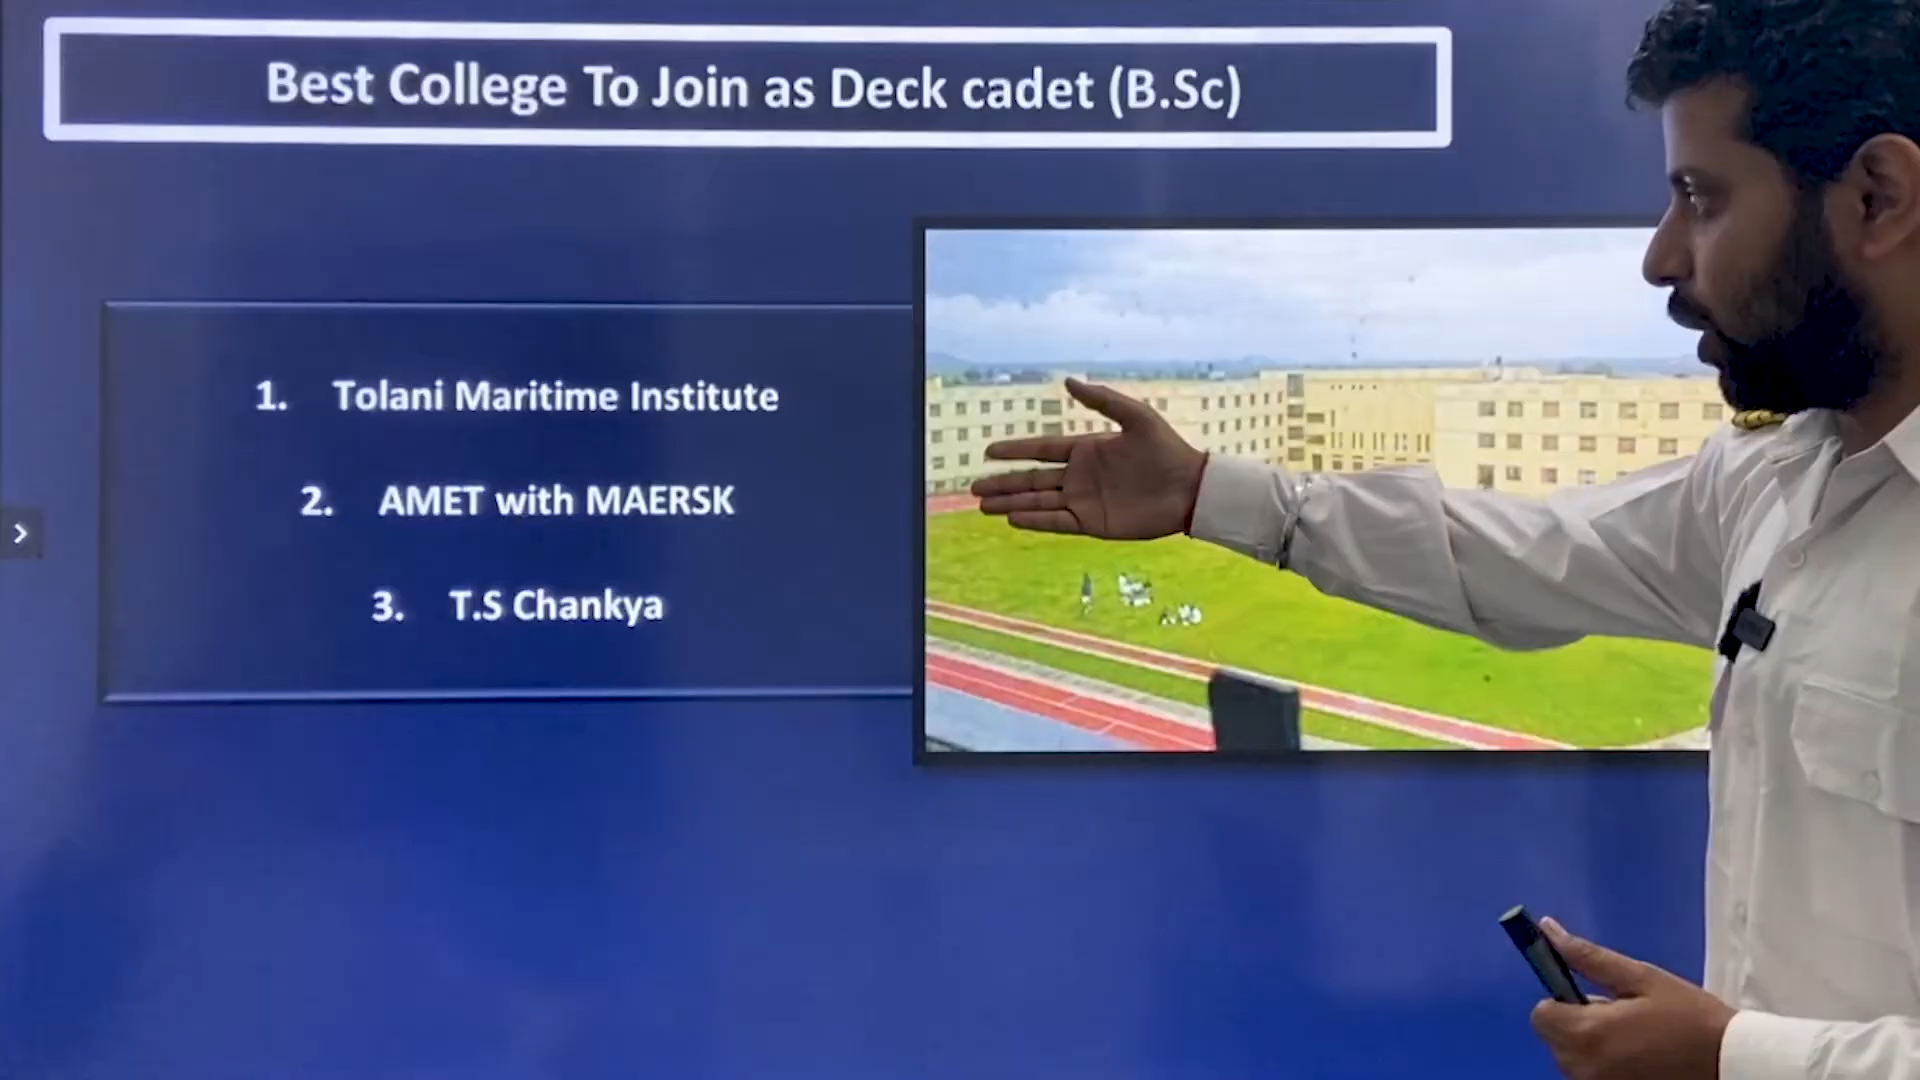 Best College To Join as Deck cadet (B.Sc)
1. Tolani Maritime Institute
2. AMET with MAERSK
3. T.S Chankya